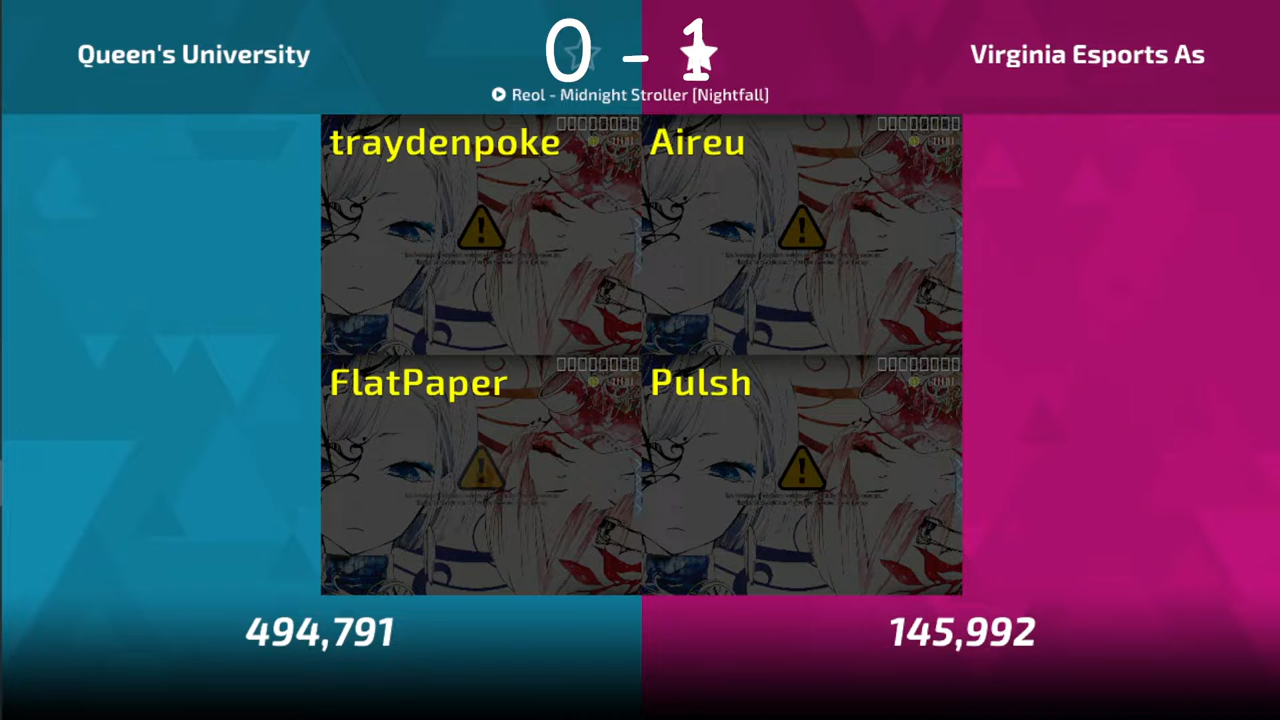 Queen's University
0 - 1
Virginia Esports As
Reol - Midnight Stroller [Nightfall]
traydenpoke
Aireu
FlatPaper
Pulsh
494,791
145,992